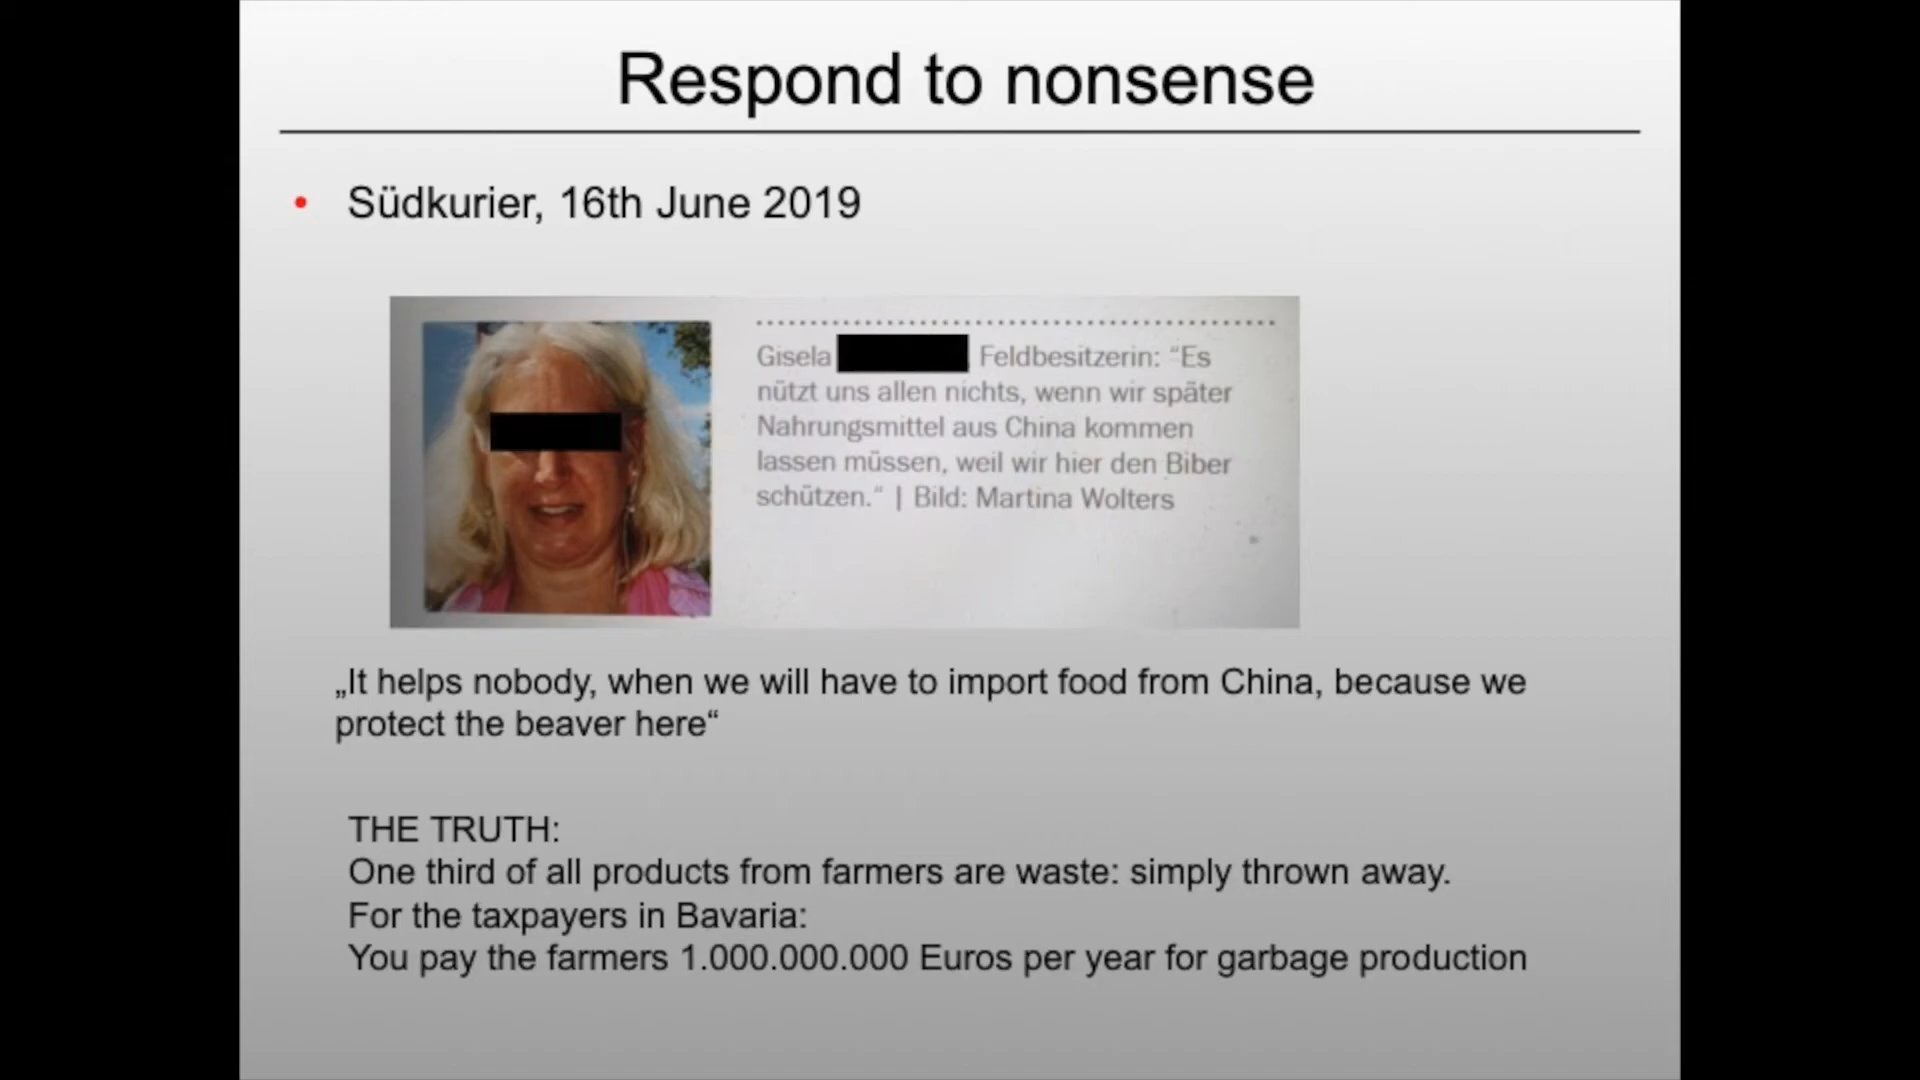 Respond to nonsense
• Südkurier, 16th June 2019
Gisela Feldbesitzerin: “Es
nützt uns allen nichts, wenn wir später
Nahrungsmittel aus China kommen
lassen müssen, weil wir hier den Biber
schützen.“ | Bild: Martina Wolters
„It helps nobody, when we will have to import food from China, because we
protect the beaver here“
THE TRUTH:
One third of all products from farmers are waste: simply thrown away.
For the taxpayers in Bavaria:
You pay the farmers 1.000.000.000 Euros per year for garbage production